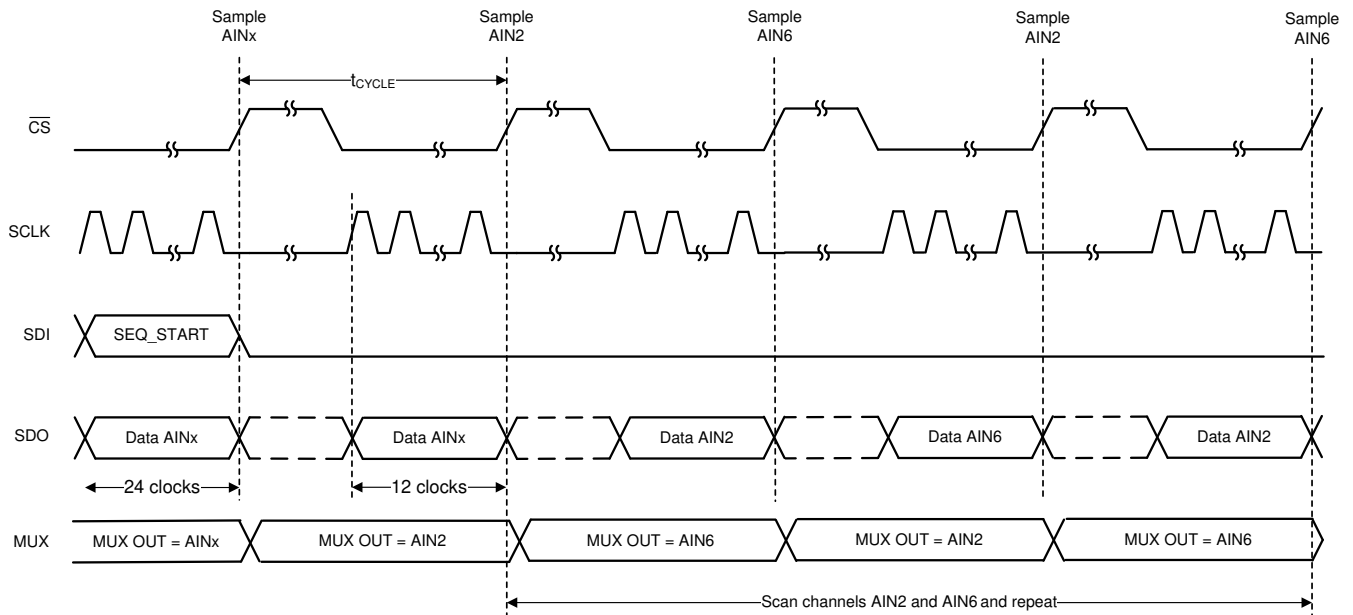 Sample
AINx
Sample
AIN2
Sample
AIN6
Sample
AIN2
Sample
AIN6
tCYCLE
CS
SCLK
SDI
SEQ_START
SDO
Data AINx
Data AINx
Data AIN2
Data AIN6
Data AIN2
24 clocks
12 clocks
MUX
MUX OUT = AINx
MUX OUT = AIN2
MUX OUT = AIN6
MUX OUT = AIN2
MUX OUT = AIN6
Scan channels AIN2 and AIN6 and repeat